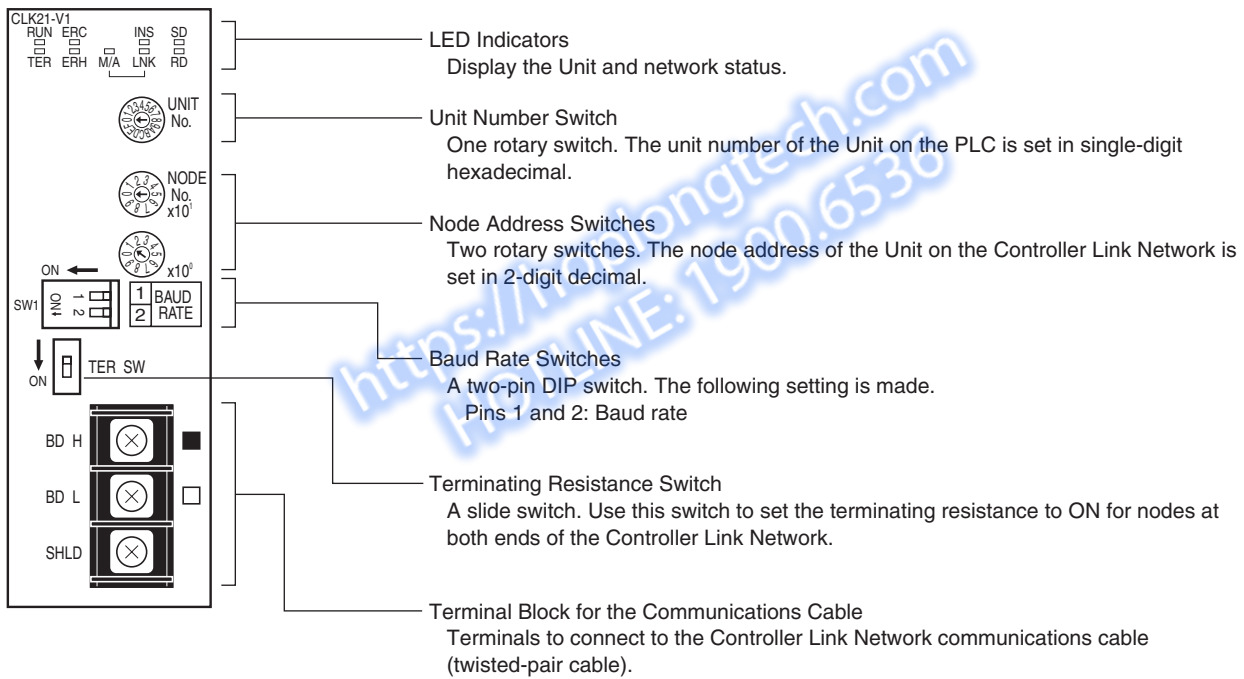 CLK21-V1
RUN ERC INS SD
TER ERH M/A LNK RD
UNIT
No.
NODE
No.
x10¹
x10⁰
ON
SW1
ON
1
2
1 BAUD
2 RATE
ON
TER SW
BD H
BD L
SHLD
LED Indicators
Display the Unit and network status.
Unit Number Switch
One rotary switch. The unit number of the Unit on the PLC is set in single-digit
hexadecimal.
Node Address Switches
Two rotary switches. The node address of the Unit on the Controller Link Network is
set in 2-digit decimal.
Baud Rate Switches
A two-pin DIP switch. The following setting is made.
Pins 1 and 2: Baud rate
Terminating Resistance Switch
A slide switch. Use this switch to set the terminating resistance to ON for nodes at
both ends of the Controller Link Network.
Terminal Block for the Communications Cable
Terminals to connect to the Controller Link Network communications cable
(twisted-pair cable).
https://hoplongtech.com
HOTLINE: 1900.6536